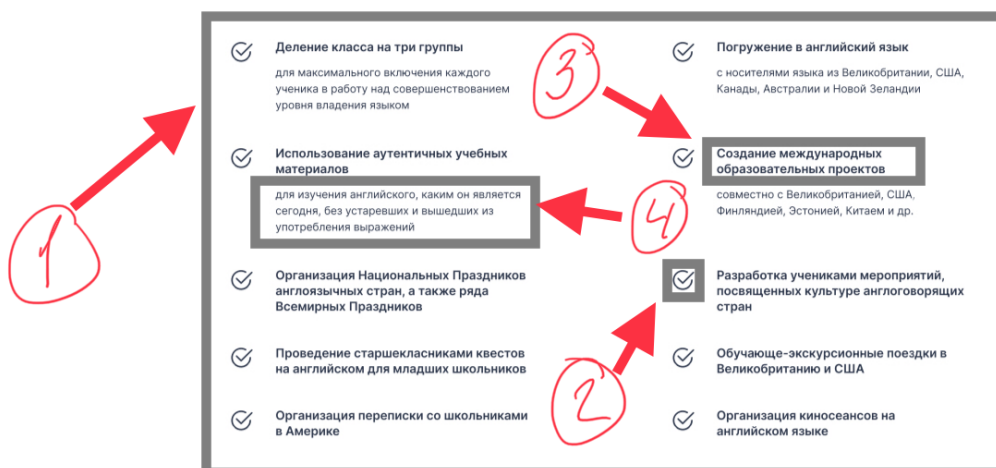 Деление класса на три группы
для максимального включения каждого
ученика в работу над совершенствованием
уровня владения языком
Погружение в английский язык
с носителями языка из Великобритании, США,
Канады, Австралии и Новой Зеландии
Использование аутентичных учебных
материалов
для изучения английского, каким он является
сегодня, без устаревших и вышедших из
употребления выражений
Создание международных
образовательных проектов
совместно с Великобританией, США,
Финляндией, Эстонией, Китаем и др.
Организация Национальных Праздников
англоязычных стран, а также ряда
Всемирных Праздников
Разработка учениками мероприятий,
посвященных культуре англоговорящих
стран
Проведение старшекласниками квестов
на английском для младших школьников
Обучающе-экскурсионные поездки в
Великобританию и США
Организация переписки со школьниками
в Америке
Организация киносеансов на
английском языке
1
2
3
4